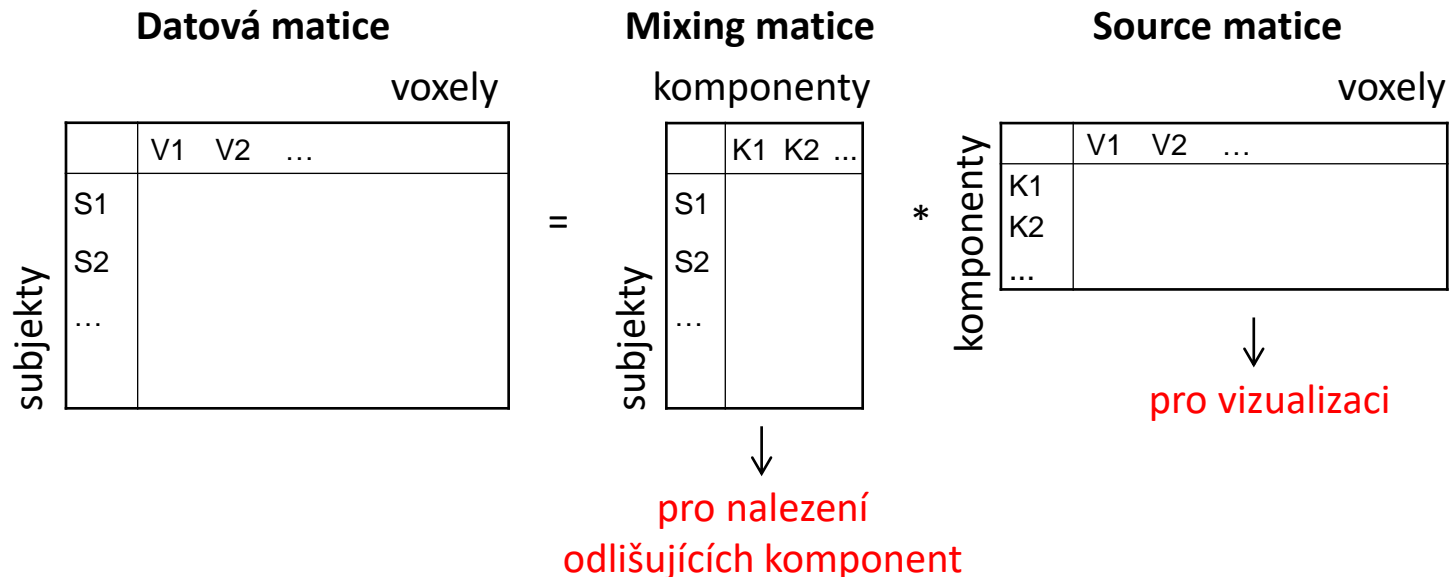 Datová matice
voxely
V1 V2 …
S1
S2
…
subjekty
=
Mixing matice
komponenty
K1 K2 ...
S1
S2
…
subjekty
pro nalezení
odlišujících komponent
*
Source matice
voxely
V1 V2 …
K1
K2
...
komponenty
pro vizualizaci